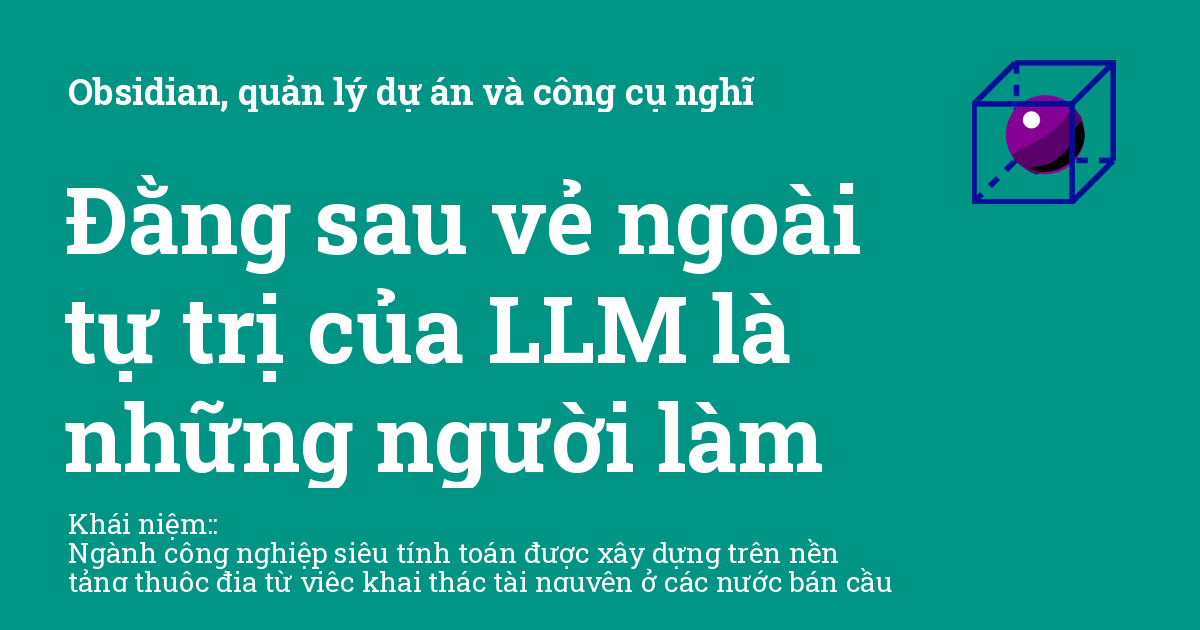 Obsidian, quản lý dự án và công cụ nghĩ
Đằng sau vẻ ngoài
tự trị của LLM là
những người làm
Khái niệm::
Ngành công nghiệp siêu tính toán được xây dựng trên nền
tảng thuộc địa từ việc khai thác tài nguyên ở các nước bán cầu